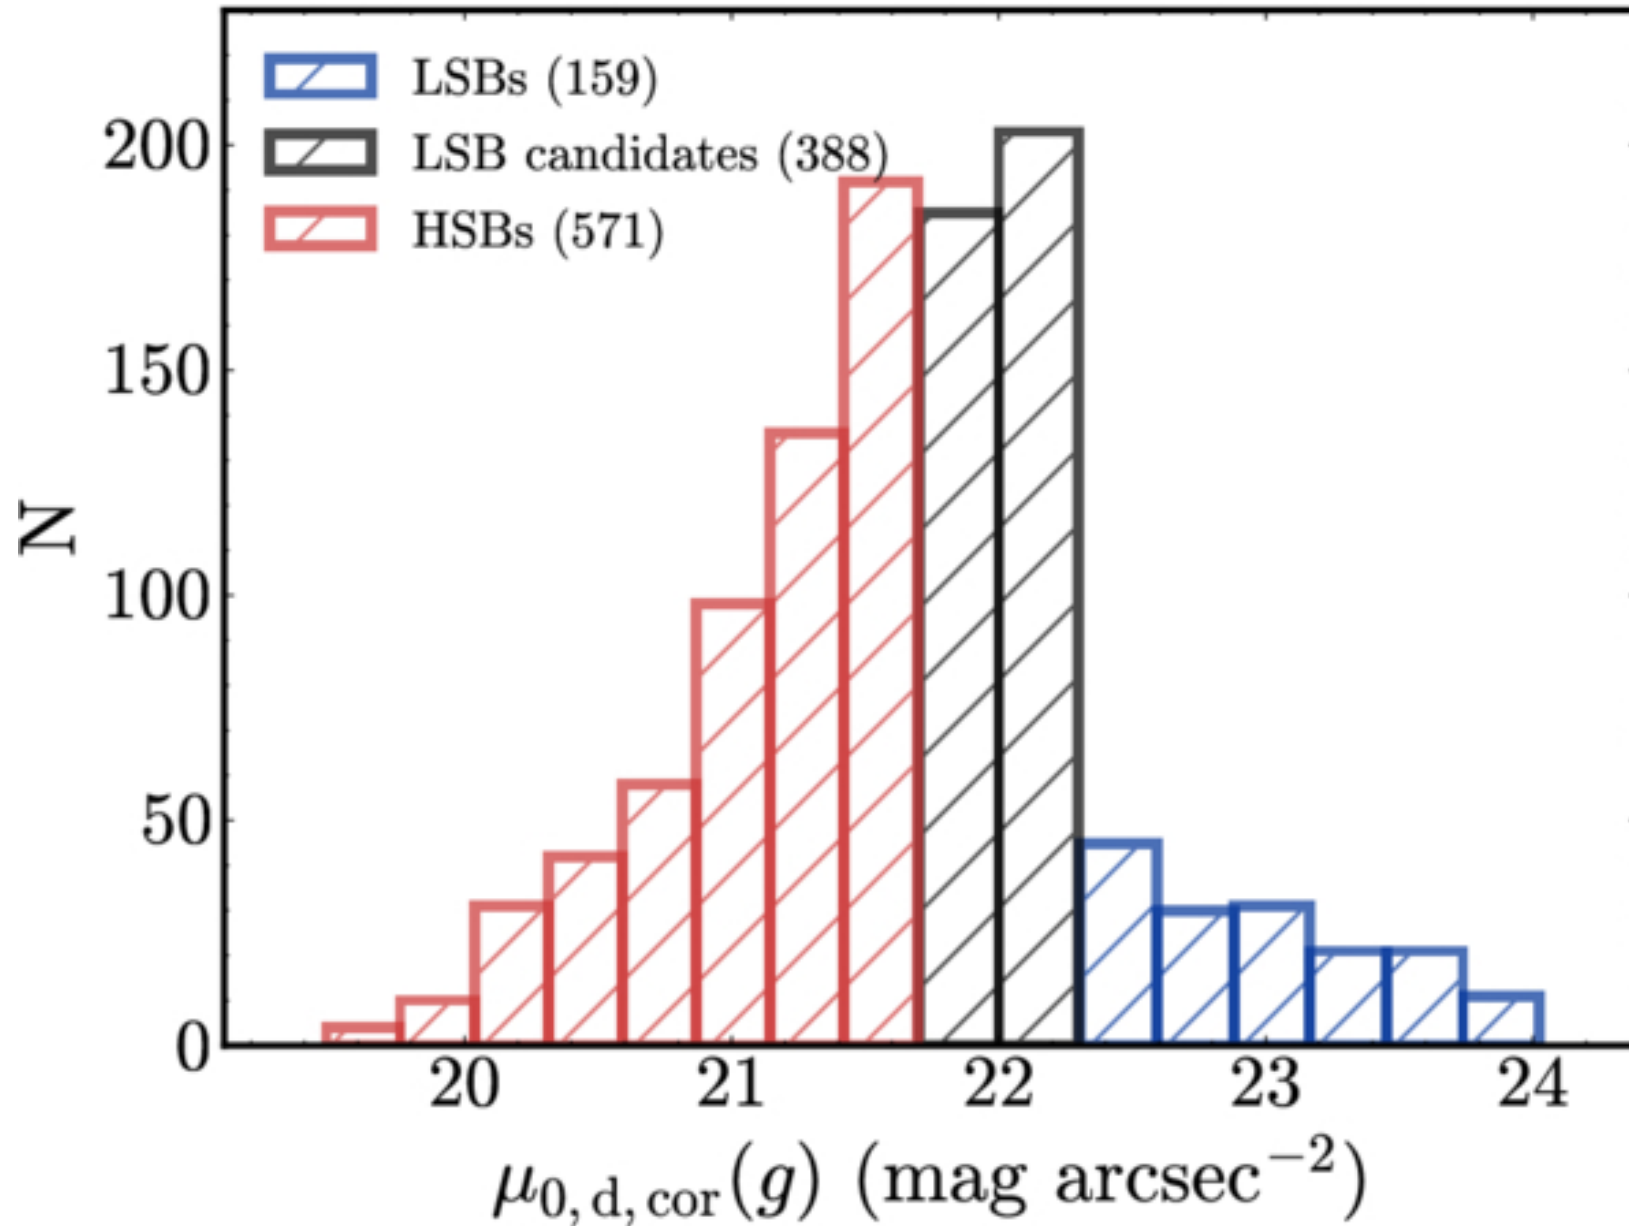 LSBs (159)
LSB candidates (388)
HSBs (571)
200
150
100
50
0
N
20 21 22 23 24
μ0, d, cor(g) (mag arcsec−2)